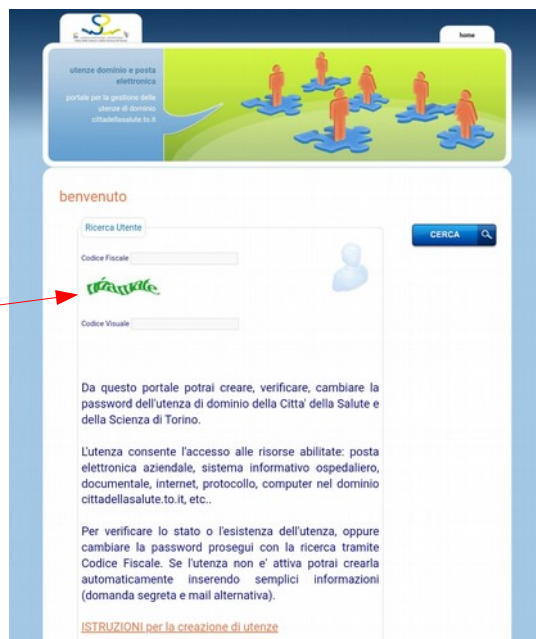 home
utenze dominio e posta
elettronica
portale per la gestione delle
utenze di dominio
cittadellasalute.to.it
benvenuto
Ricerca Utente
CERCA
Codice Fiscale
Codice Visuale
Da questo portale potrai creare, verificare, cambiare la
password dell'utenza di dominio della Citta' della Salute e
della Scienza di Torino.
L'utenza consente l'accesso alle risorse abilitate: posta
elettronica aziendale, sistema informativo ospedaliero,
documentale, internet, protocollo, computer nel dominio
cittadellasalute.to.it, etc..
Per verificare lo stato o l'esistenza dell'utenza, oppure
cambiare la password prosegui con la ricerca tramite
Codice Fiscale. Se l'utenza non e' attiva potrai crearla
automaticamente inserendo semplici informazioni
(domanda segreta e mail alternativa).
ISTRUZIONI per la creazione di utenze